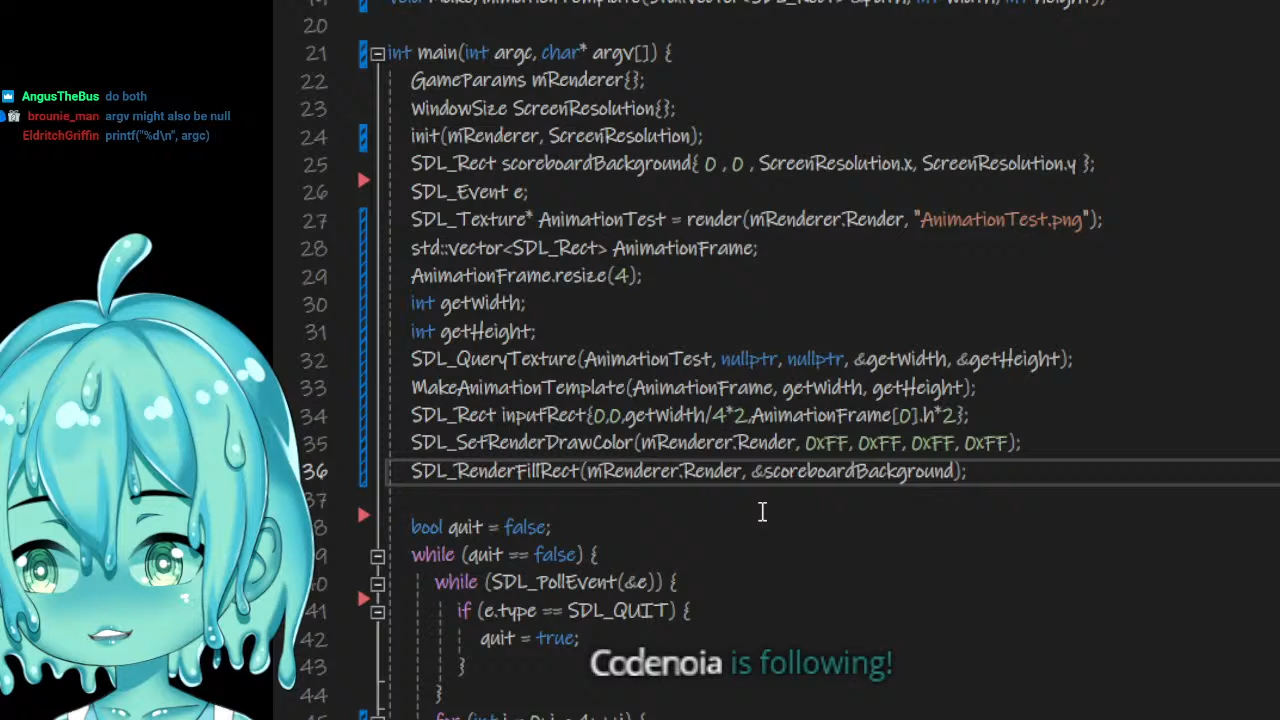 AngusTheBus do both
brounie_man argv might also be null
EldritchGriffin printf("%d\n", argc)
20
21 int main(int argc, char* argv[]) {
22 GameParams mRenderer{};
23 WindowSize ScreenResolution{};
24 init(mRenderer, ScreenResolution);
25 SDL_Rect scoreboardBackground{ 0 , 0 , ScreenResolution.x, ScreenResolution.y };
26 SDL_Event e;
27 SDL_Texture* AnimationTest = render(mRenderer.Render, "AnimationTest.png");
28 std::vector<SDL_Rect> AnimationFrame;
29 AnimationFrame.resize(4);
30 int getWidth;
31 int getHeight;
32 SDL_QueryTexture(AnimationTest, nullptr, nullptr, &getWidth, &getHeight);
33 MakeAnimationTemplate(AnimationFrame, getWidth, getHeight);
34 SDL_Rect inputRect{0,0,getWidth/4*2,AnimationFrame[0].h*2};
35 SDL_SetRenderDrawColor(mRenderer.Render, 0xFF, 0xFF, 0xFF, 0xFF);
36 SDL_RenderFillRect(mRenderer.Render, &scoreboardBackground);
37
8 bool quit = false;
9 while (quit == false) {
40 while (SDL_PollEvent(&e)) {
41 if (e.type == SDL_QUIT) {
42 quit = true;
43 }
44 }
Codenoia is following!